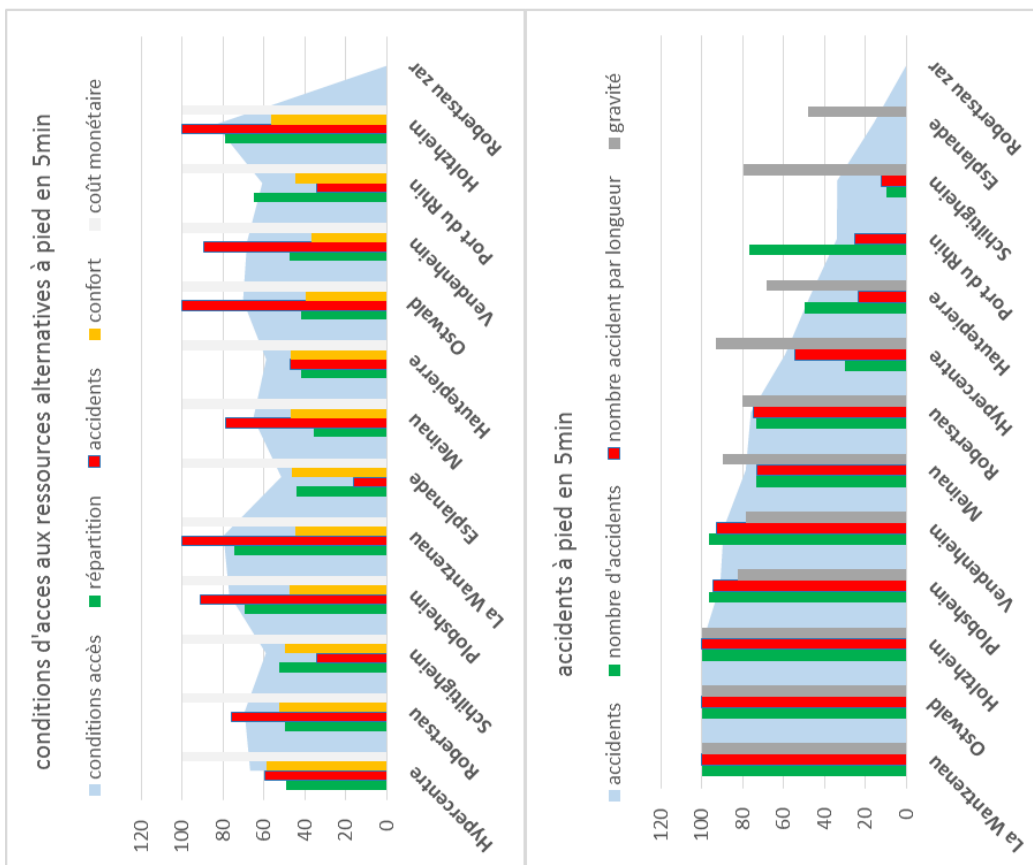 conditions d'acces aux ressources alternatives à pied en 5min
conditions accès
répartition
accidents
confort
coût monétaire
120
100
80
60
40
20
0
Hypercentre
Robertsau
Schiltigheim
Plobsheim
La Wantzenau
Esplanade
Meinau
Hautepierre
Ostwald
Vendenheim
Port du Rhin
Holtzheim
Robertsau zar
accidents à pied en 5min
accidents
nombre d'accidents
nombre accident par longueur
gravité
120
100
80
60
40
20
0
La Wantzenau
Ostwald
Holtzheim
Plobsheim
Vendenheim
Meinau
Robertsau
Hypercentre
Hautepierre
Port du Rhin
Schiltigheim
Esplanade
Robertsau zar